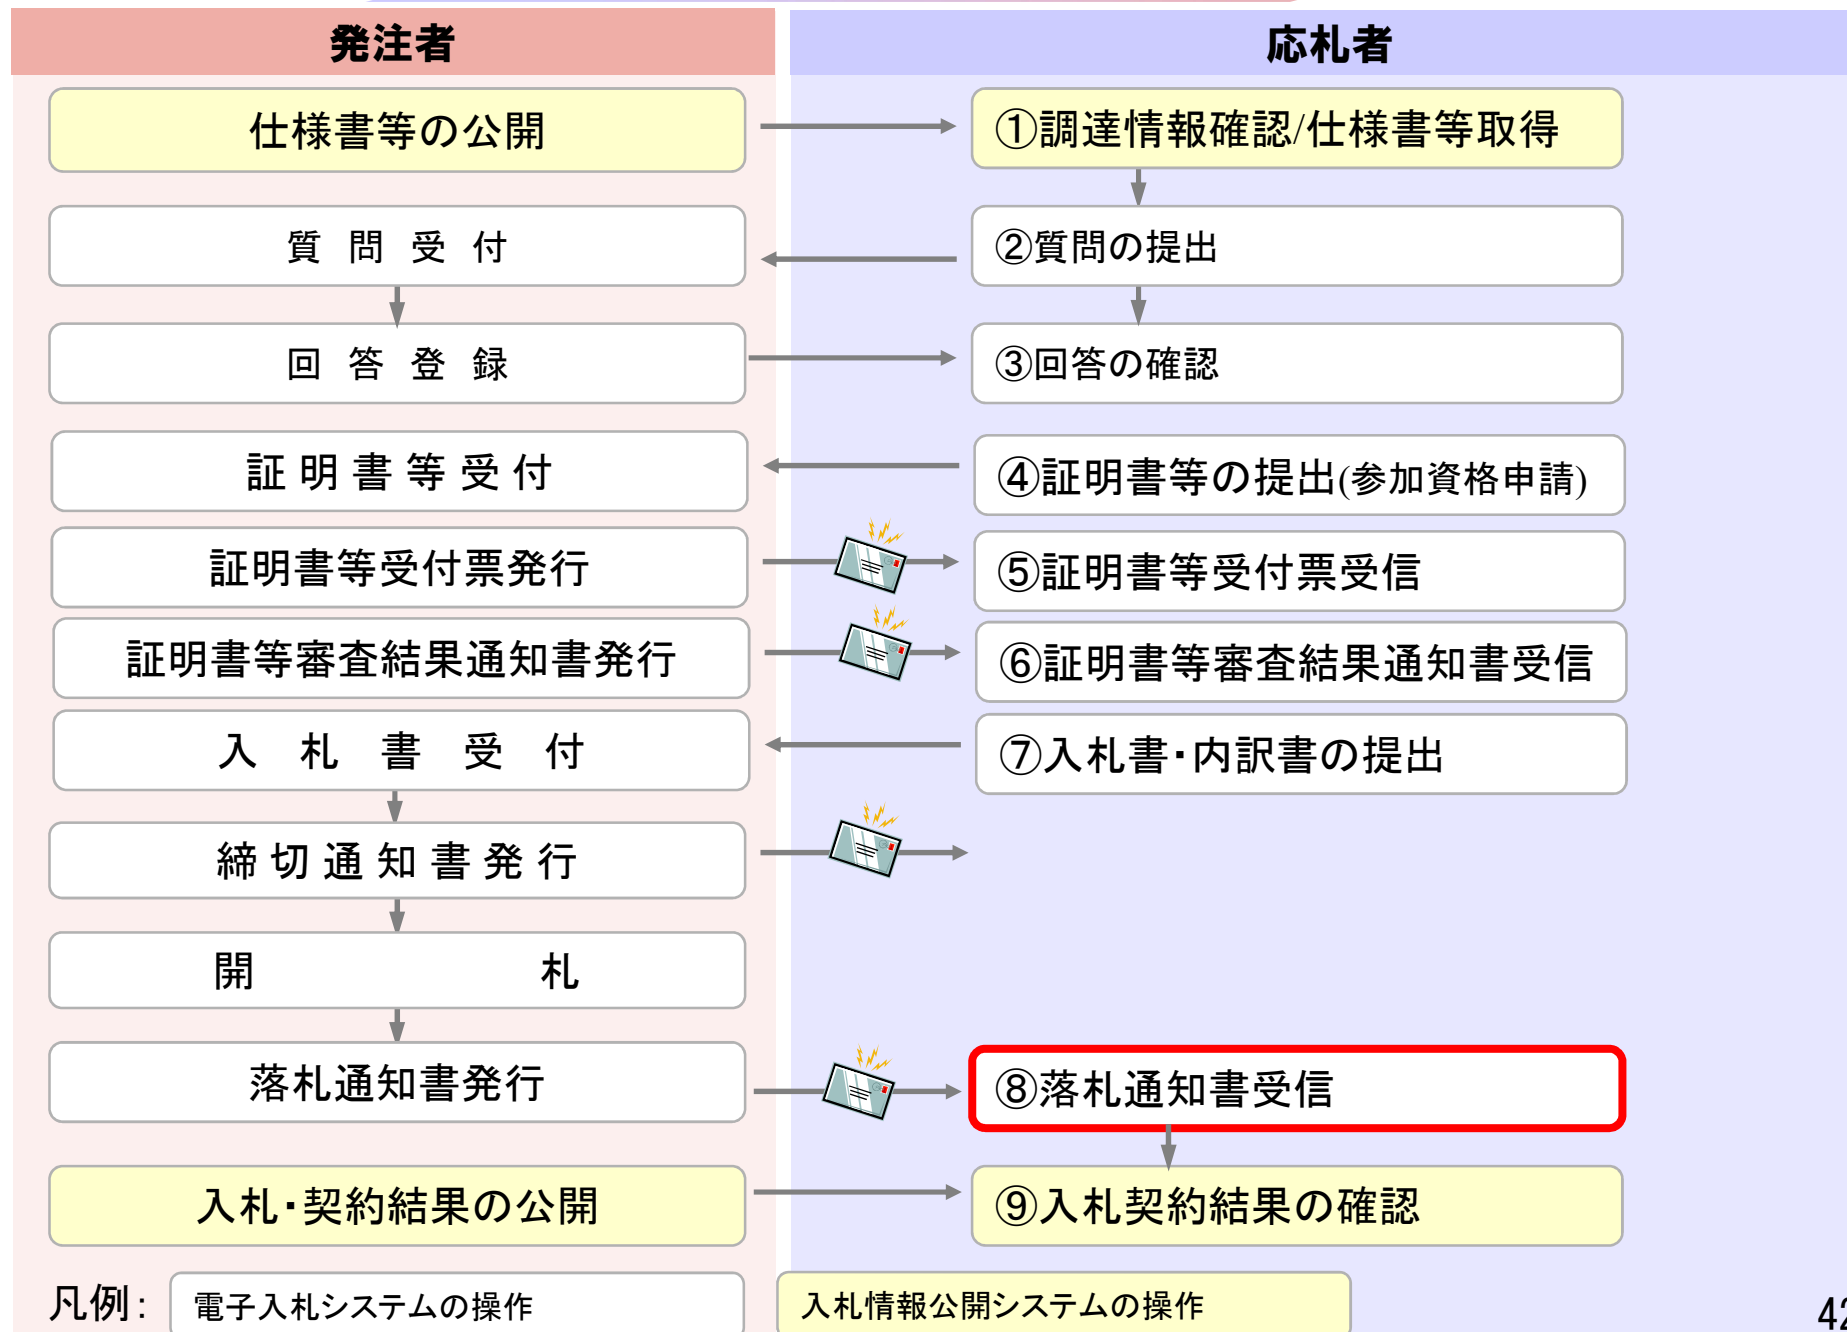 発注者
応札者
仕様書等の公開
①調達情報確認/仕様書等取得
質問受付
②質問の提出
回答登録
③回答の確認
証明書等受付
④証明書等の提出(参加資格申請)
証明書等受付票発行
⑤証明書等受付票受信
証明書等審査結果通知書発行
⑥証明書等審査結果通知書受信
入札書受付
⑦入札書・内訳書の提出
締切通知書発行
開札
落札通知書発行
⑧落札通知書受信
入札・契約結果の公開
⑨入札契約結果の確認
凡例：
電子入札システムの操作
入札情報公開システムの操作
42